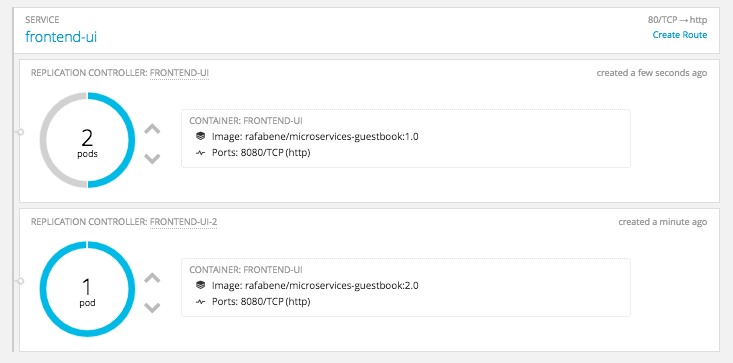 SERVICE
80/TCP → http
frontend-ui
Create Route
REPLICATION CONTROLLER: FRONTEND-UI
created a few seconds ago
2
pods
CONTAINER: FRONTEND-UI
Image: rafabene/microservices-guestbook:1.0
Ports: 8080/TCP (http)
REPLICATION CONTROLLER: FRONTEND-UI-2
created a minute ago
1
pod
CONTAINER: FRONTEND-UI
Image: rafabene/microservices-guestbook:2.0
Ports: 8080/TCP (http)